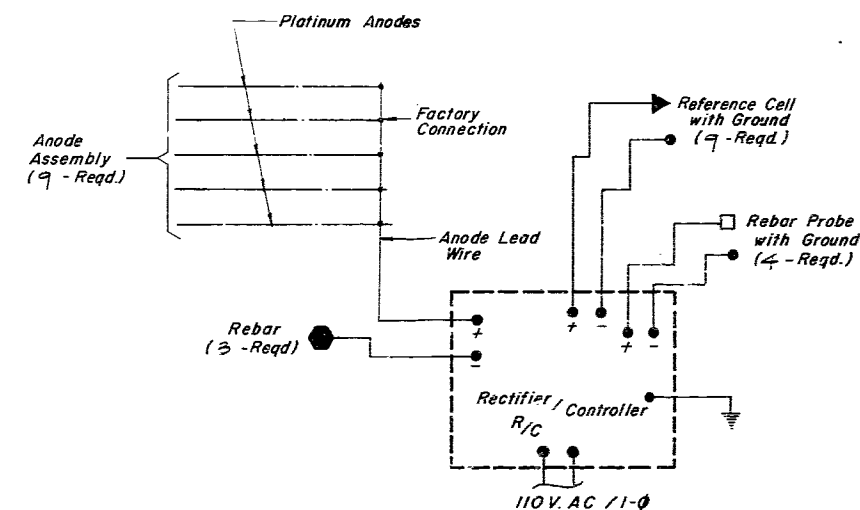 Platinum Anodes
Factory
Connection
Anode
Assembly
(9 - Reqd.)
Anode Lead
Wire
Reference Cell
with Ground
(9 - Reqd.)
Rebar Probe
with Ground
(4 - Reqd.)
Rebar
(3 - Reqd)
+
-
+ - + -
Rectifier / Controller
R/C
110 V. AC / 1-Ø